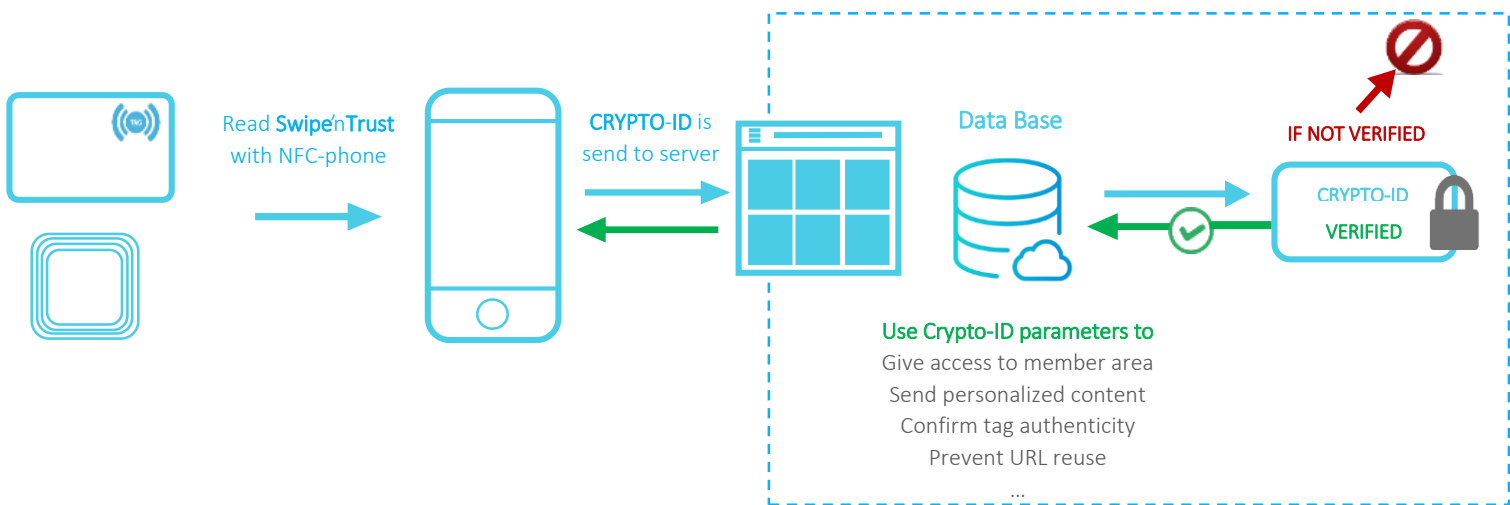 TAG
Read Swipe'nTrust
with NFC-phone
CRYPTO-ID is
send to server
Data Base
IF NOT VERIFIED
CRYPTO-ID
VERIFIED
Use Crypto-ID parameters to
Give access to member area
Send personalized content
Confirm tag authenticity
Prevent URL reuse
...